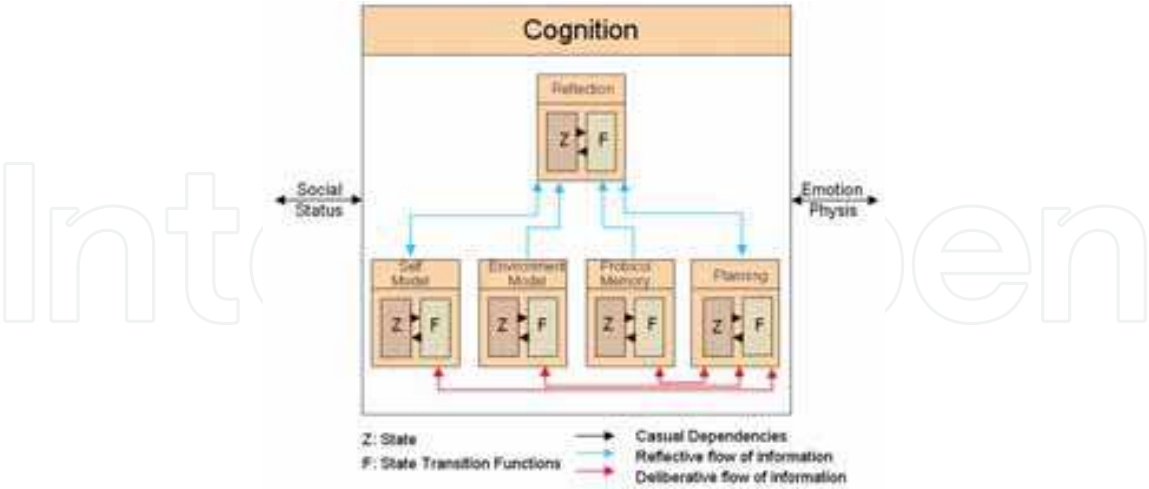 Cognition
Reflection
Z F
Social
Status
Emotion
Physis
Self
Model
Environment
Model
Protocol
Memory
Planning
Z F
Z F
Z F
Z F
Z: State
F: State Transition Functions
Casual Dependencies
Reflective flow of information
Deliberative flow of information